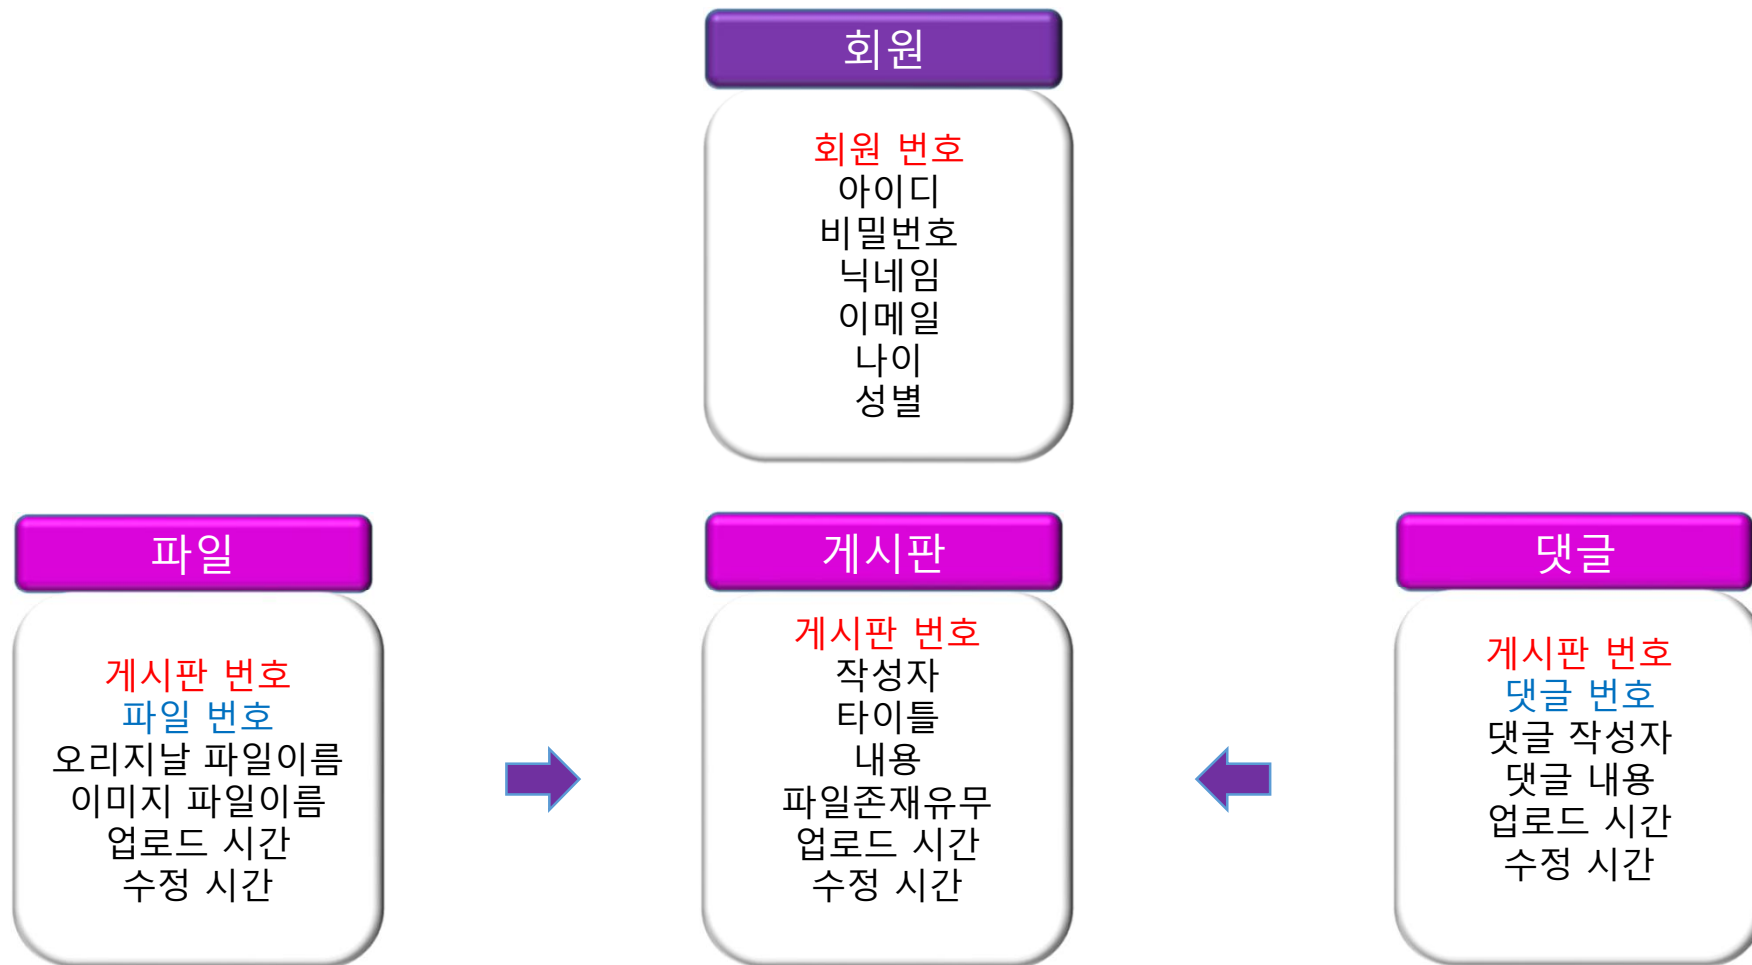 회원
회원 번호
아이디
비밀번호
닉네임
이메일
나이
성별
파일
게시판 번호
파일 번호
오리지날 파일이름
이미지 파일이름
업로드 시간
수정 시간
게시판
게시판 번호
작성자
타이틀
내용
파일존재유무
업로드 시간
수정 시간
댓글
게시판 번호
댓글 번호
댓글 작성자
댓글 내용
업로드 시간
수정 시간